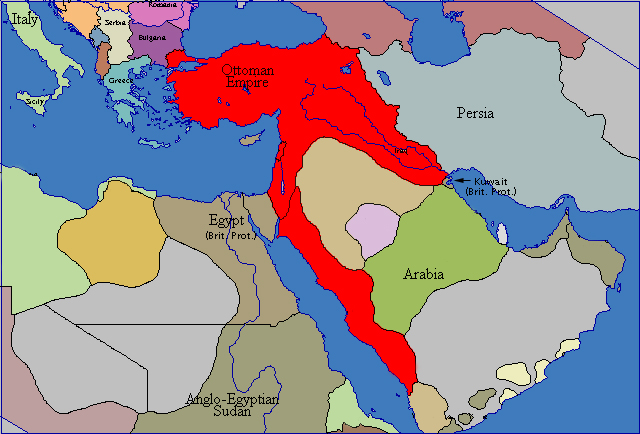 Romania
Italy
Serbia
Bulgaria
Ottoman
Empire
Greece
Sicily
Persia
Kuwait
(Brit. Prot.)
Egypt
(Brit. Prot.)
Arabia
Anglo-Egyptian
Sudan